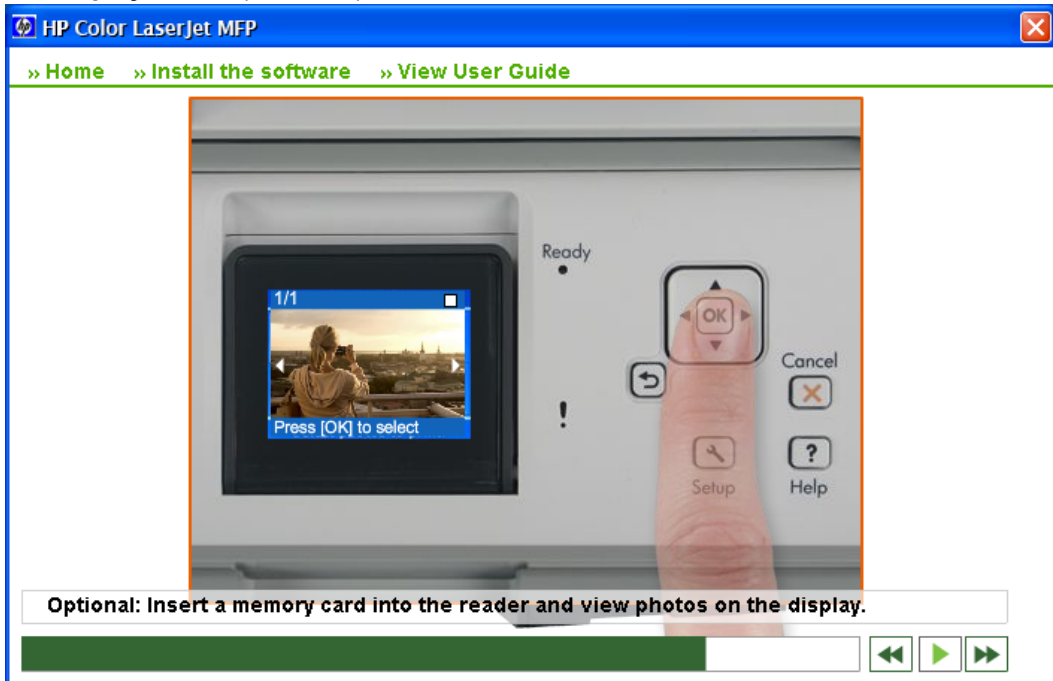 HP Color LaserJet MFP
» Home » Install the software » View User Guide
Ready
1/1
OK
Cancel
Press [OK] to select
!
?
Setup
Help
Optional: Insert a memory card into the reader and view photos on the display.